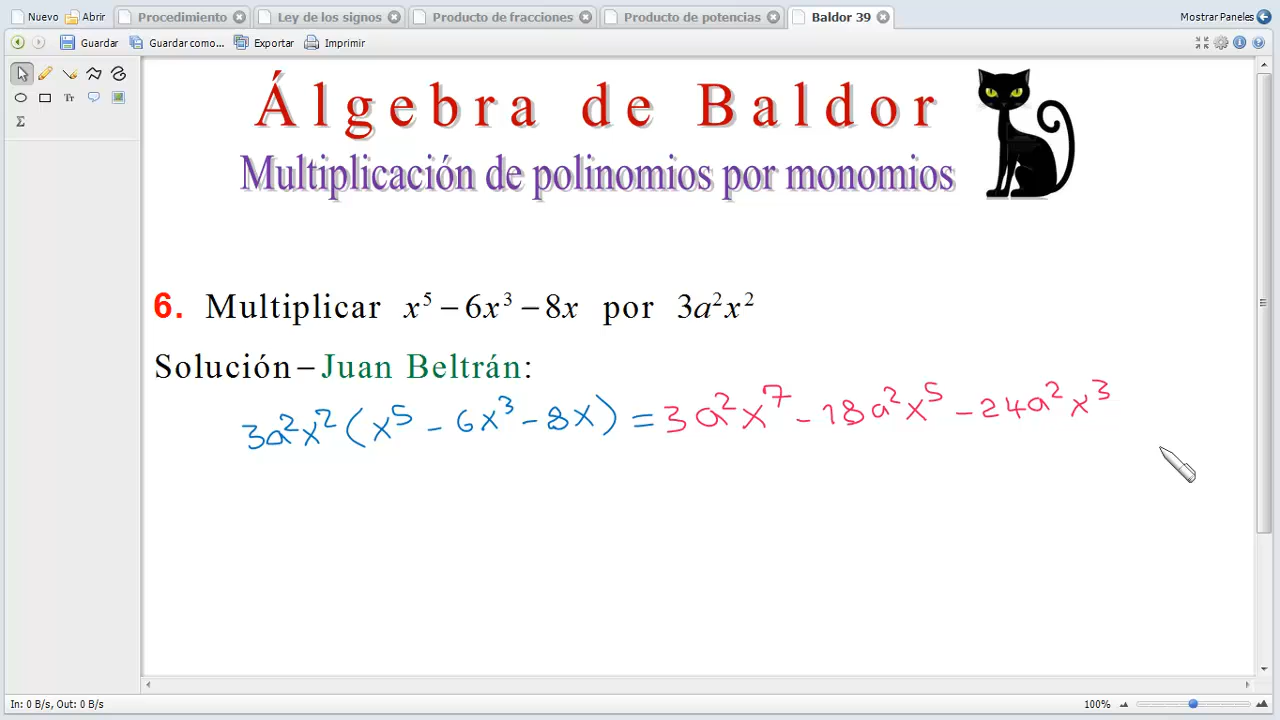 Nuevo Abrir Procedimiento Ley de los signos Producto de fracciones Producto de potencias Baldor 39 Mostrar Paneles
Guardar Guardar como... Exportar Imprimir
Álgebra de Baldor
Multiplicación de polinomios por monomios
6. Multiplicar x⁵ – 6x³ – 8x por 3a²x²
Solución – Juan Beltrán:
3a²x²(x⁵ – 6x³ – 8x) = 3a²x⁷ – 18a²x⁵ – 24a²x³
In: 0 B/s, Out: 0 B/s 100%